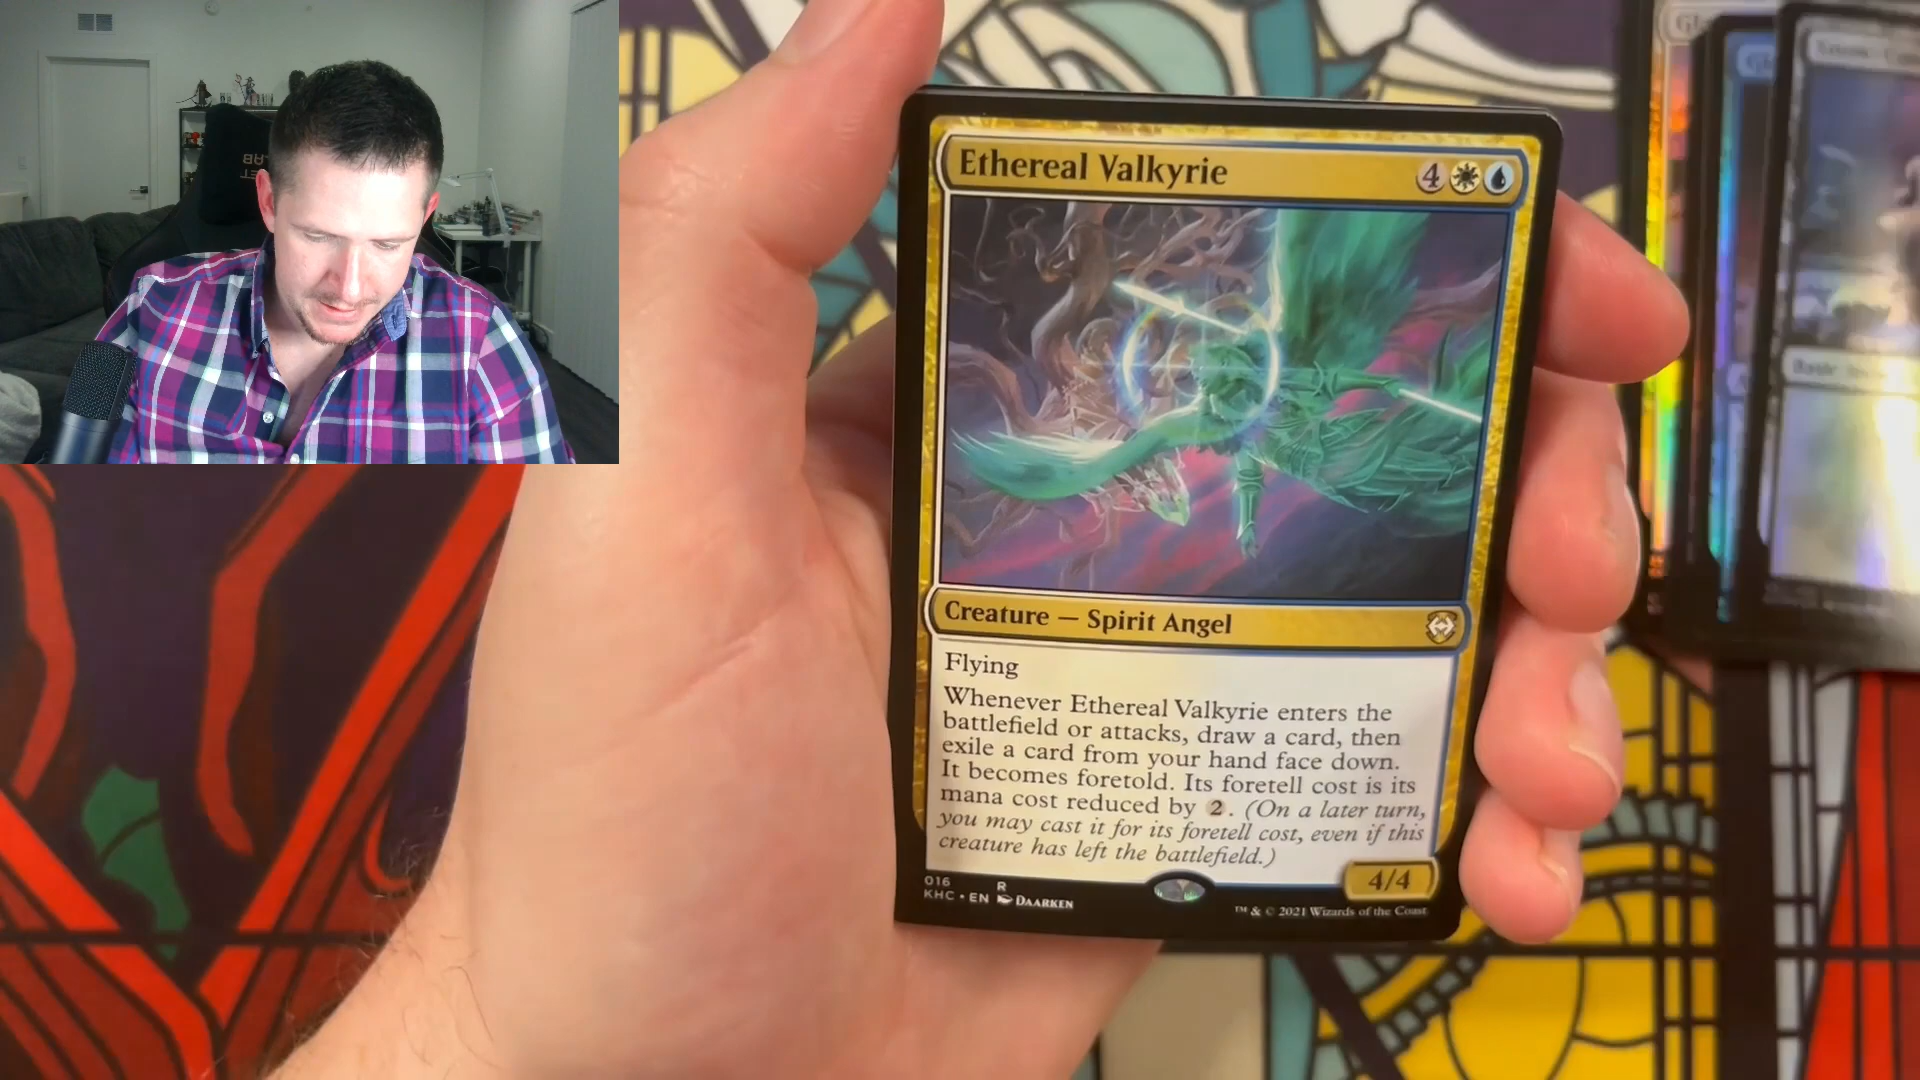 Ethereal Valkyrie
4
Creature — Spirit Angel
Flying
Whenever Ethereal Valkyrie enters the
battlefield or attacks, draw a card, then
exile a card from your hand face down.
It becomes foretold. Its foretell cost is its
mana cost reduced by 2. (On a later turn,
you may cast it for its foretell cost, even if this
creature has left the battlefield.)
4/4
016 R
KHC • EN DAARKEN
™ & © 2021 Wizards of the Coast